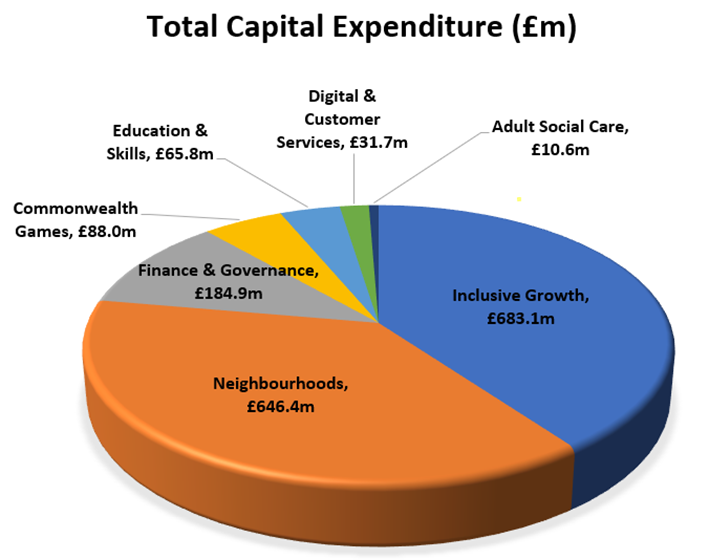 Total Capital Expenditure (£m)
Digital &
Customer
Services, £31.7m
Education &
Skills, £65.8m
Adult Social Care,
£10.6m
Commonwealth
Games, £88.0m
Finance & Governance,
£184.9m
Inclusive Growth,
£683.1m
Neighbourhoods,
£646.4m